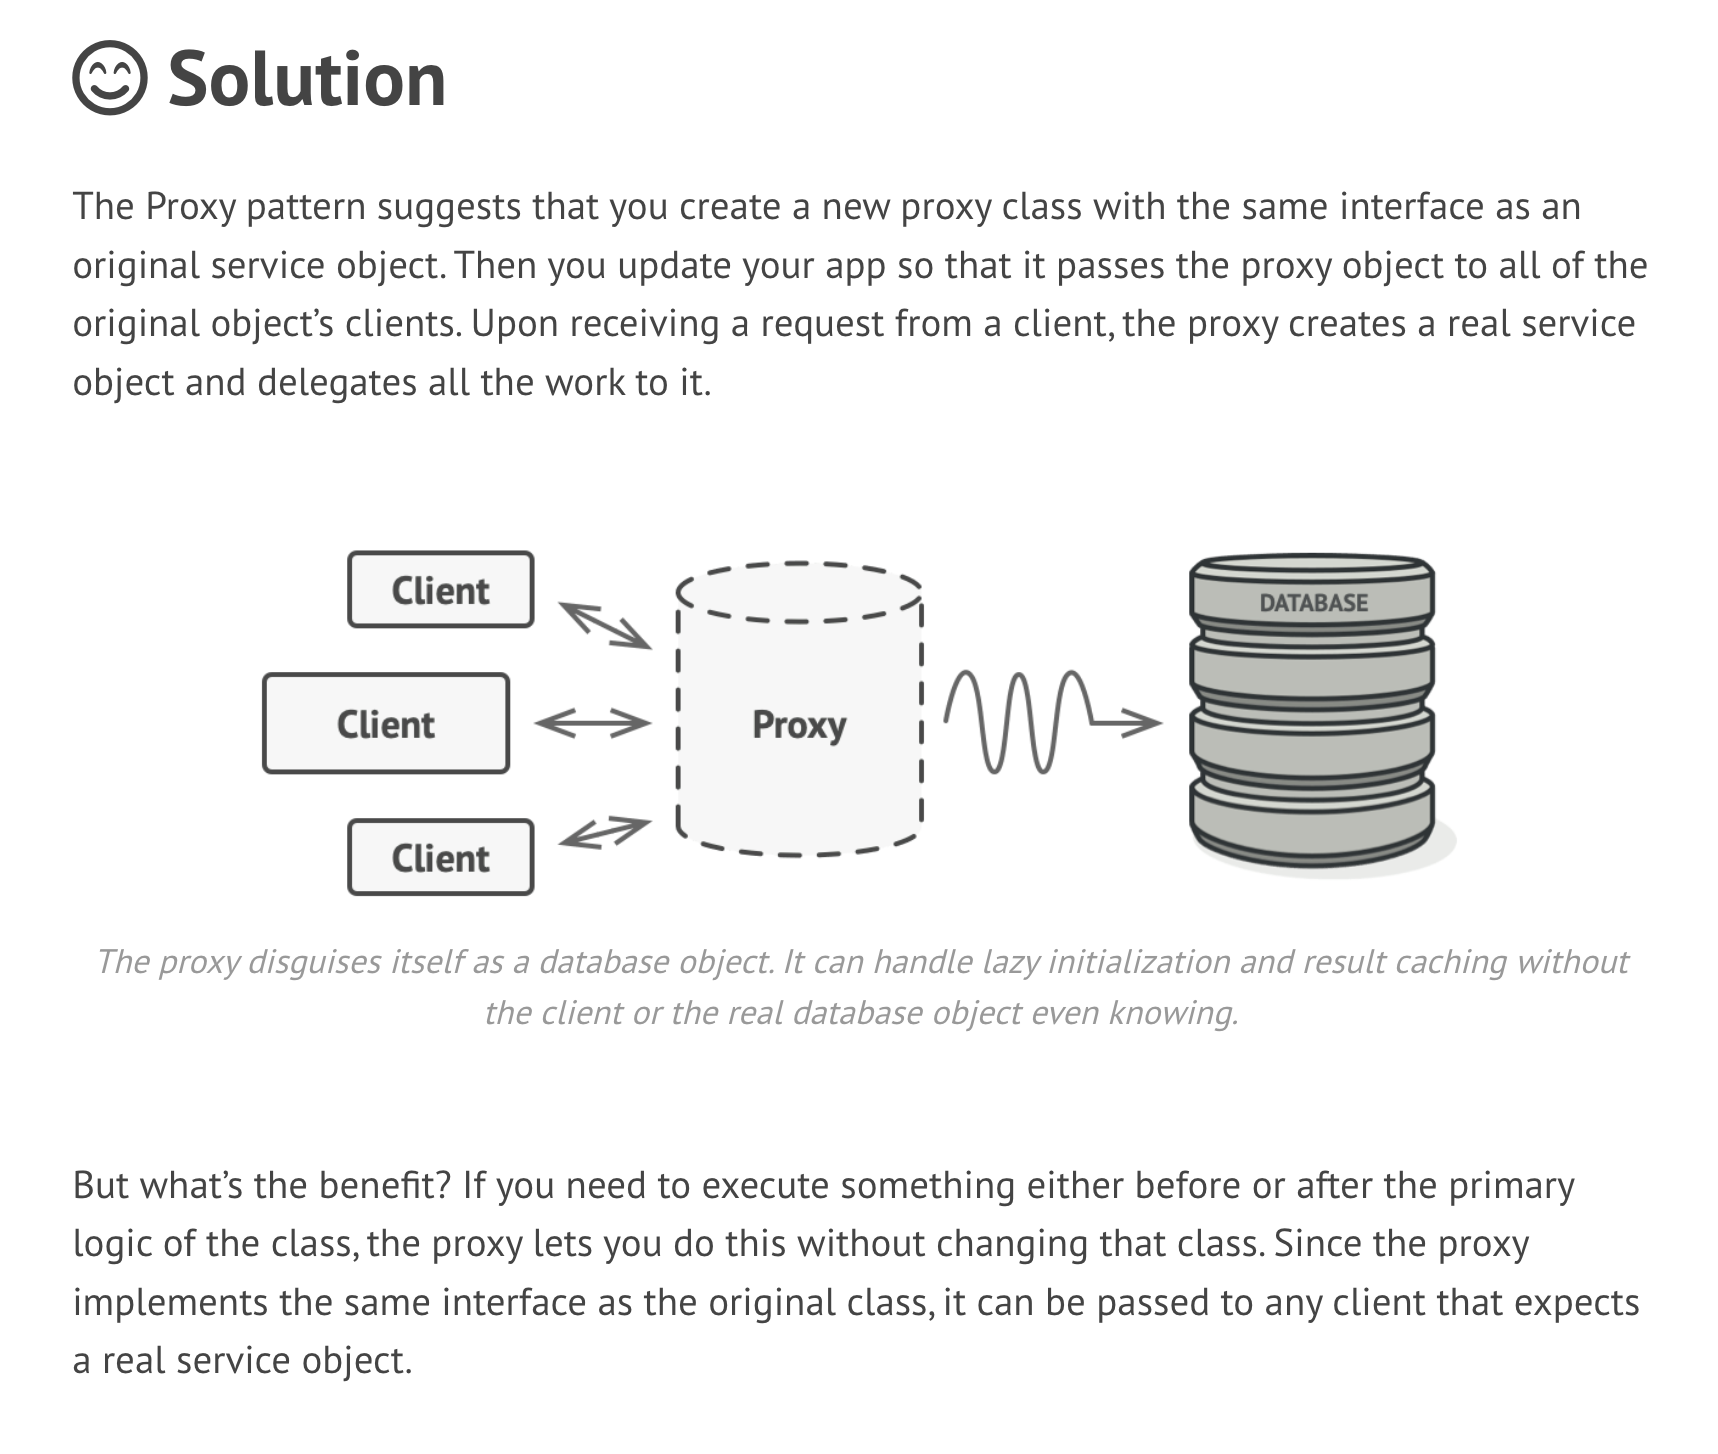 Solution
The Proxy pattern suggests that you create a new proxy class with the same interface as an
original service object. Then you update your app so that it passes the proxy object to all of the
original object’s clients. Upon receiving a request from a client, the proxy creates a real service
object and delegates all the work to it.
Client
Client
Client
Proxy
DATABASE
The proxy disguises itself as a database object. It can handle lazy initialization and result caching without
the client or the real database object even knowing.
But what’s the benefit? If you need to execute something either before or after the primary
logic of the class, the proxy lets you do this without changing that class. Since the proxy
implements the same interface as the original class, it can be passed to any client that expects
a real service object.